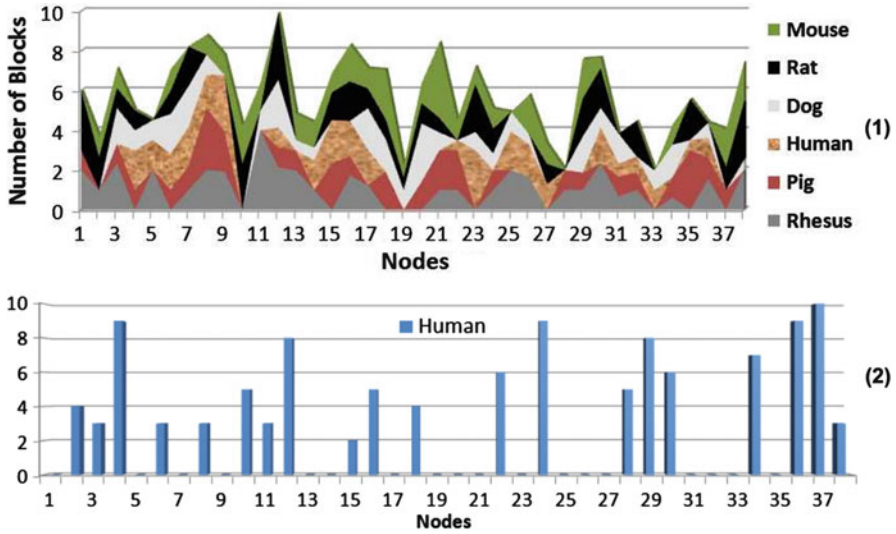 Number of Blocks
10
8
6
4
2
0
1 3 5 7 9 11 13 15 17 19 21 23 25 27 29 31 33 35 37
Nodes
Mouse
Rat
Dog
Human
Pig
Rhesus
(1)
10
8
6
4
2
0
Human
1 3 5 7 9 11 13 15 17 19 21 23 25 27 29 31 33 35 37
Nodes
(2)